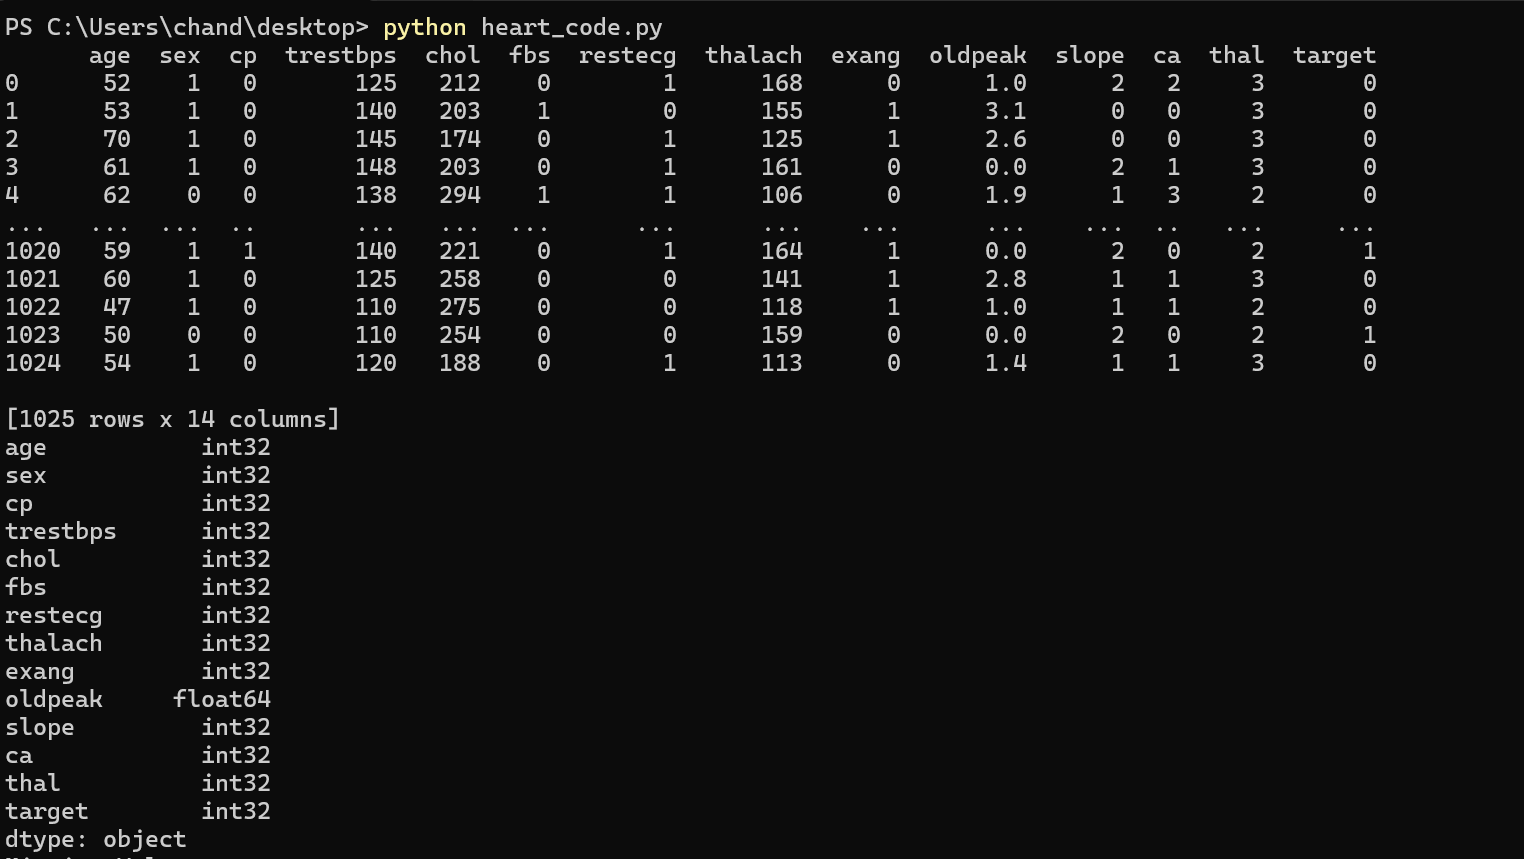 PS C:\Users\chand\desktop> python heart_code.py
      age  sex  cp  trestbps  chol  fbs  restecg  thalach  exang  oldpeak  slope  ca  thal  target
0      52    1   0       125   212    0        1      168      0      1.0      2   2    3       0
1      53    1   0       140   203    1        0      155      1      3.1      0   0    3       0
2      70    1   0       145   174    0        1      125      1      2.6      0   0    3       0
3      61    1   0       148   203    0        1      161      0      0.0      2   1    3       0
4      62    0   0       138   294    1        1      106      0      1.9      1   3    2       0
...   ...  ...  ..       ...   ...  ...      ...      ...    ...      ...    ...  ..  ...     ...
1020   59    1   1       140   221    0        1      164      1      0.0      2   0    2       1
1021   60    1   0       125   258    0        0      141      1      2.8      1   1    3       0
1022   47    1   0       110   275    0        0      118      1      1.0      1   1    2       0
1023   50    0   0       110   254    0        0      159      0      0.0      2   0    2       1
1024   54    1   0       120   188    0        1      113      0      1.4      1   1    3       0
[1025 rows x 14 columns]
age           int32
sex           int32
cp            int32
trestbps      int32
chol          int32
fbs           int32
restecg       int32
thalach       int32
exang         int32
oldpeak     float64
slope         int32
ca            int32
thal          int32
target        int32
dtype: object